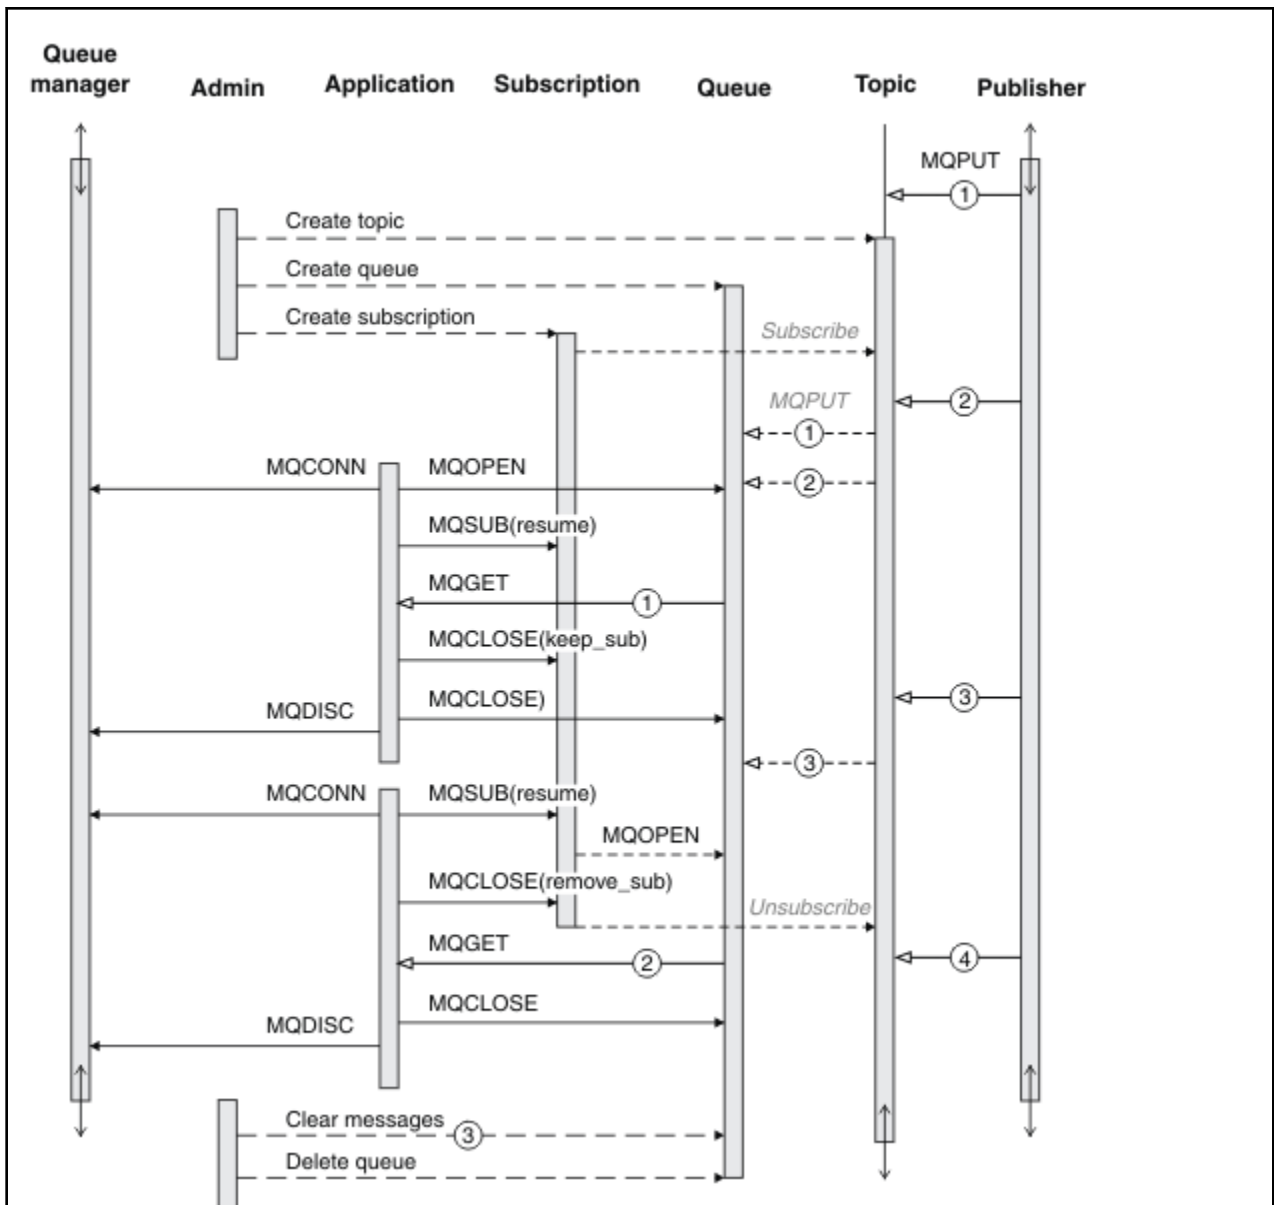 Queue
manager
Admin
Application
Subscription
Queue
Topic
Publisher
MQPUT
1
Create topic
Create queue
Create subscription
Subscribe
MQPUT
2
1
MQCONN
MQOPEN
2
MQSUB(resume)
MQGET
1
MQCLOSE(keep_sub)
MQDISC
MQCLOSE)
3
3
MQCONN
MQSUB(resume)
MQOPEN
MQCLOSE(remove_sub)
Unsubscribe
MQGET
2
4
MQCLOSE
MQDISC
Clear messages
3
Delete queue